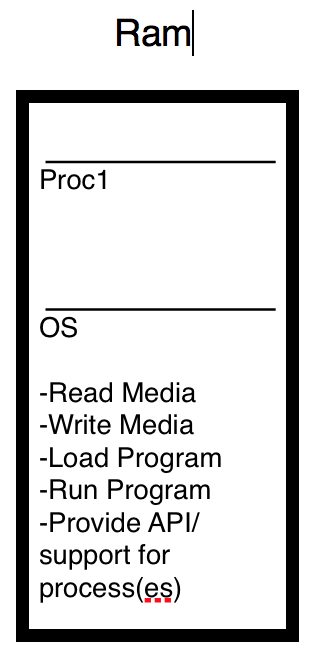 Ram
Proc1
OS
-Read Media
-Write Media
-Load Program
-Run Program
-Provide API/
support for
process(es)